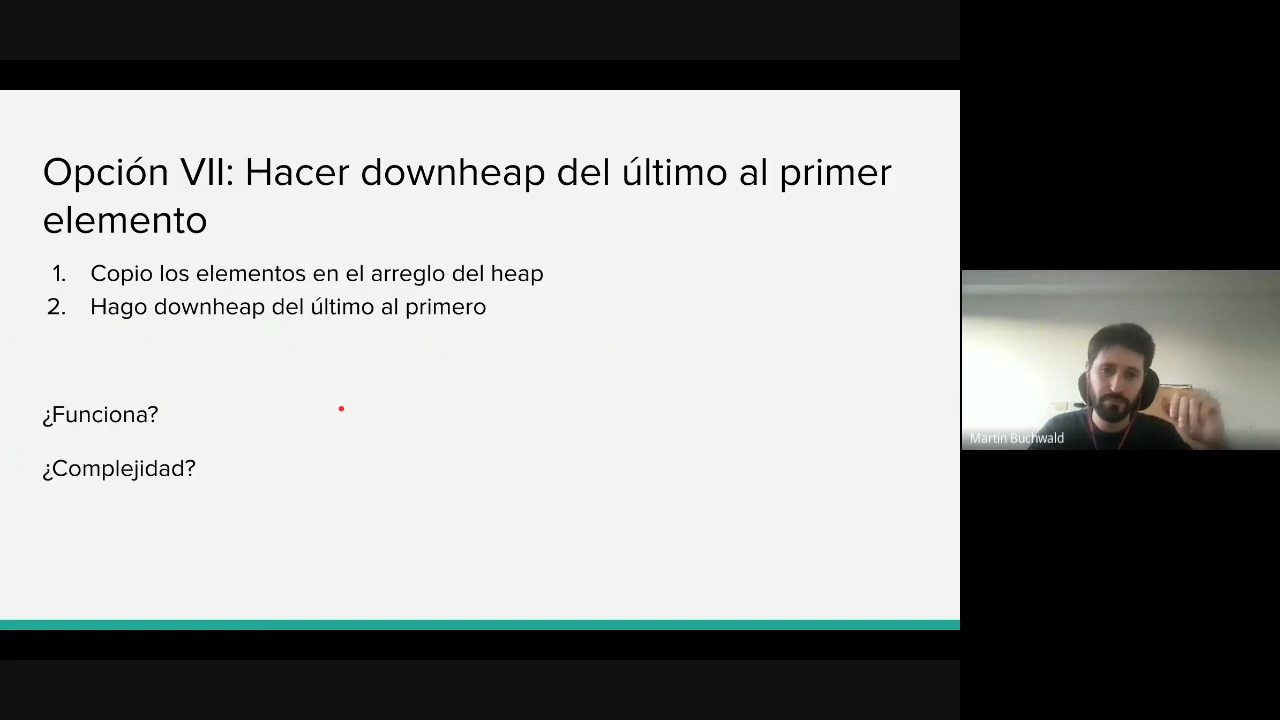 Opción VII: Hacer downheap del último al primer
elemento
1. Copio los elementos en el arreglo del heap
2. Hago downheap del último al primero
¿Funciona?
¿Complejidad?
Martín Buchwald